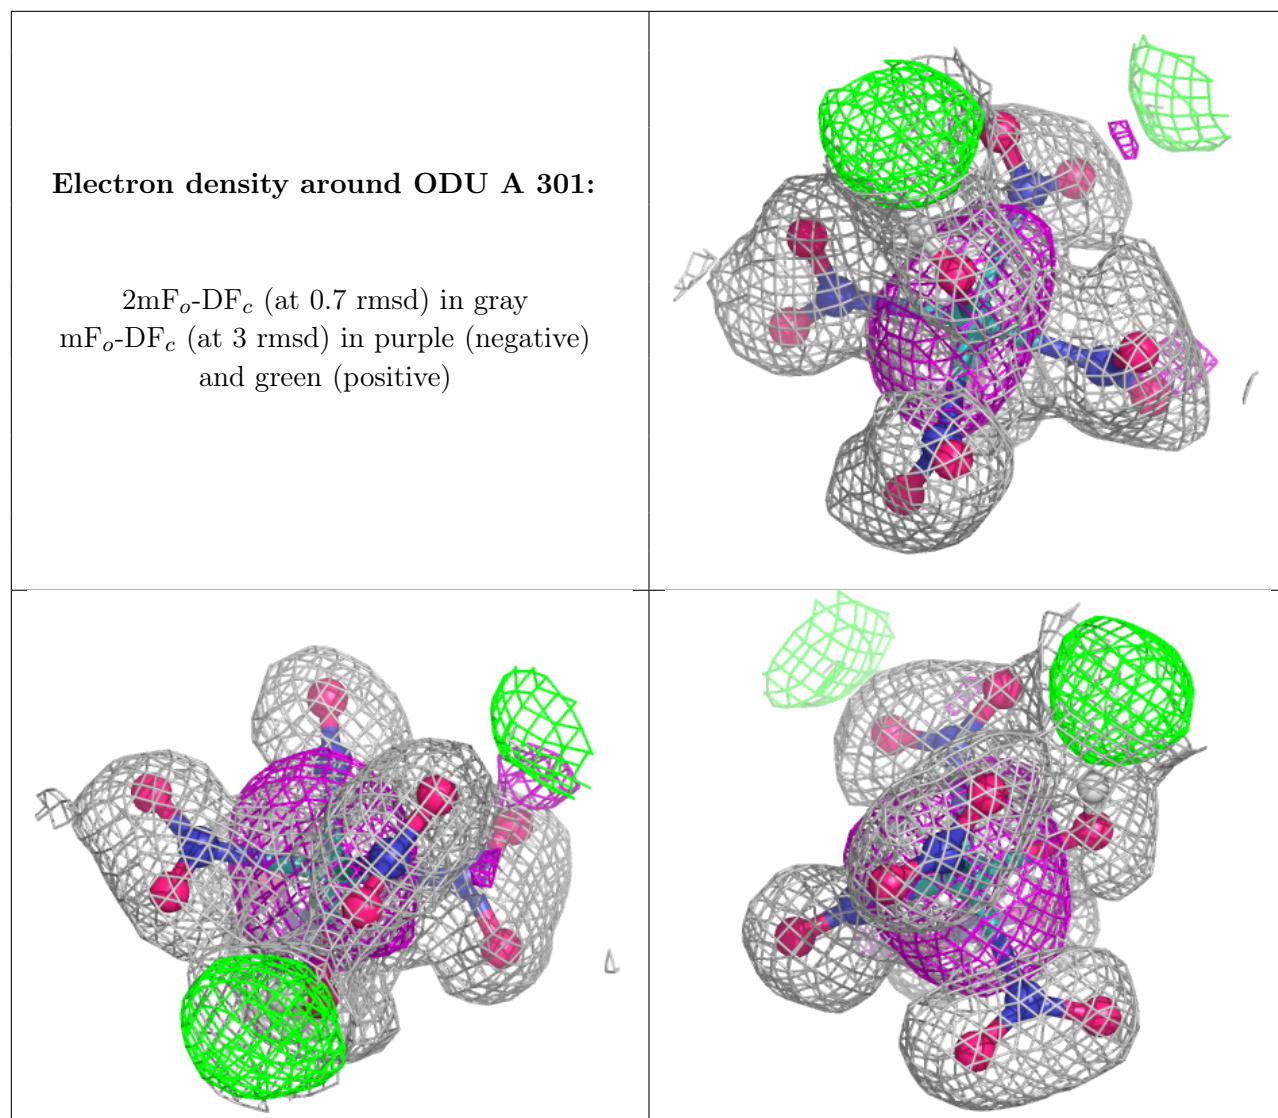 Electron density around ODU A 301:
2mFo-DFc (at 0.7 rmsd) in gray
mFo-DFc (at 3 rmsd) in purple (negative)
and green (positive)